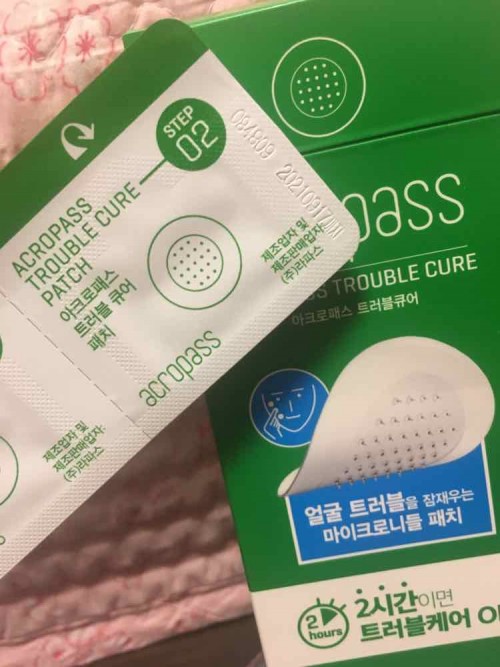 STEP
02
ACROPASS
TROUBLE CURE
PATCH
아크로패스
트러블 큐어
패치
acropass
제조업자 및
제조판매업자:
(주)라파스
제조업자 및
제조판매업자:
(주)라파스
pass
TROUBLE CURE
아크로패스 트러블큐어
얼굴 트러블을 잠재우는
마이크로니들 패치
2
hours
2시간이면
트러블케어